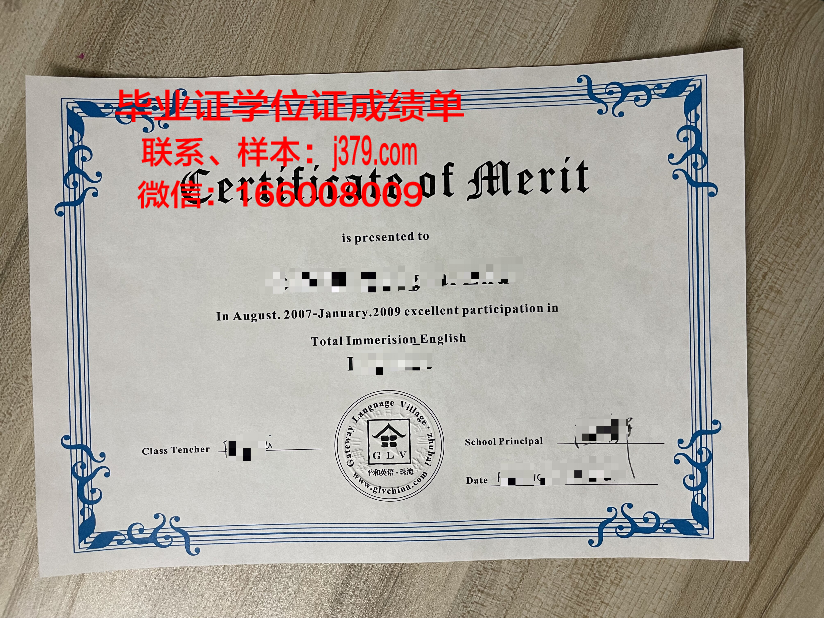 毕业证学位证成绩单
联系、样本：j379.com
Certificate of Merit
微信：166008009
is presented to
In August. 2007-January.2009 excellent participation in
Total Immerision English
Gateway Language Village, zhuhai
GLV
www.glvchina.com
Class Tencher
School Principal
Date